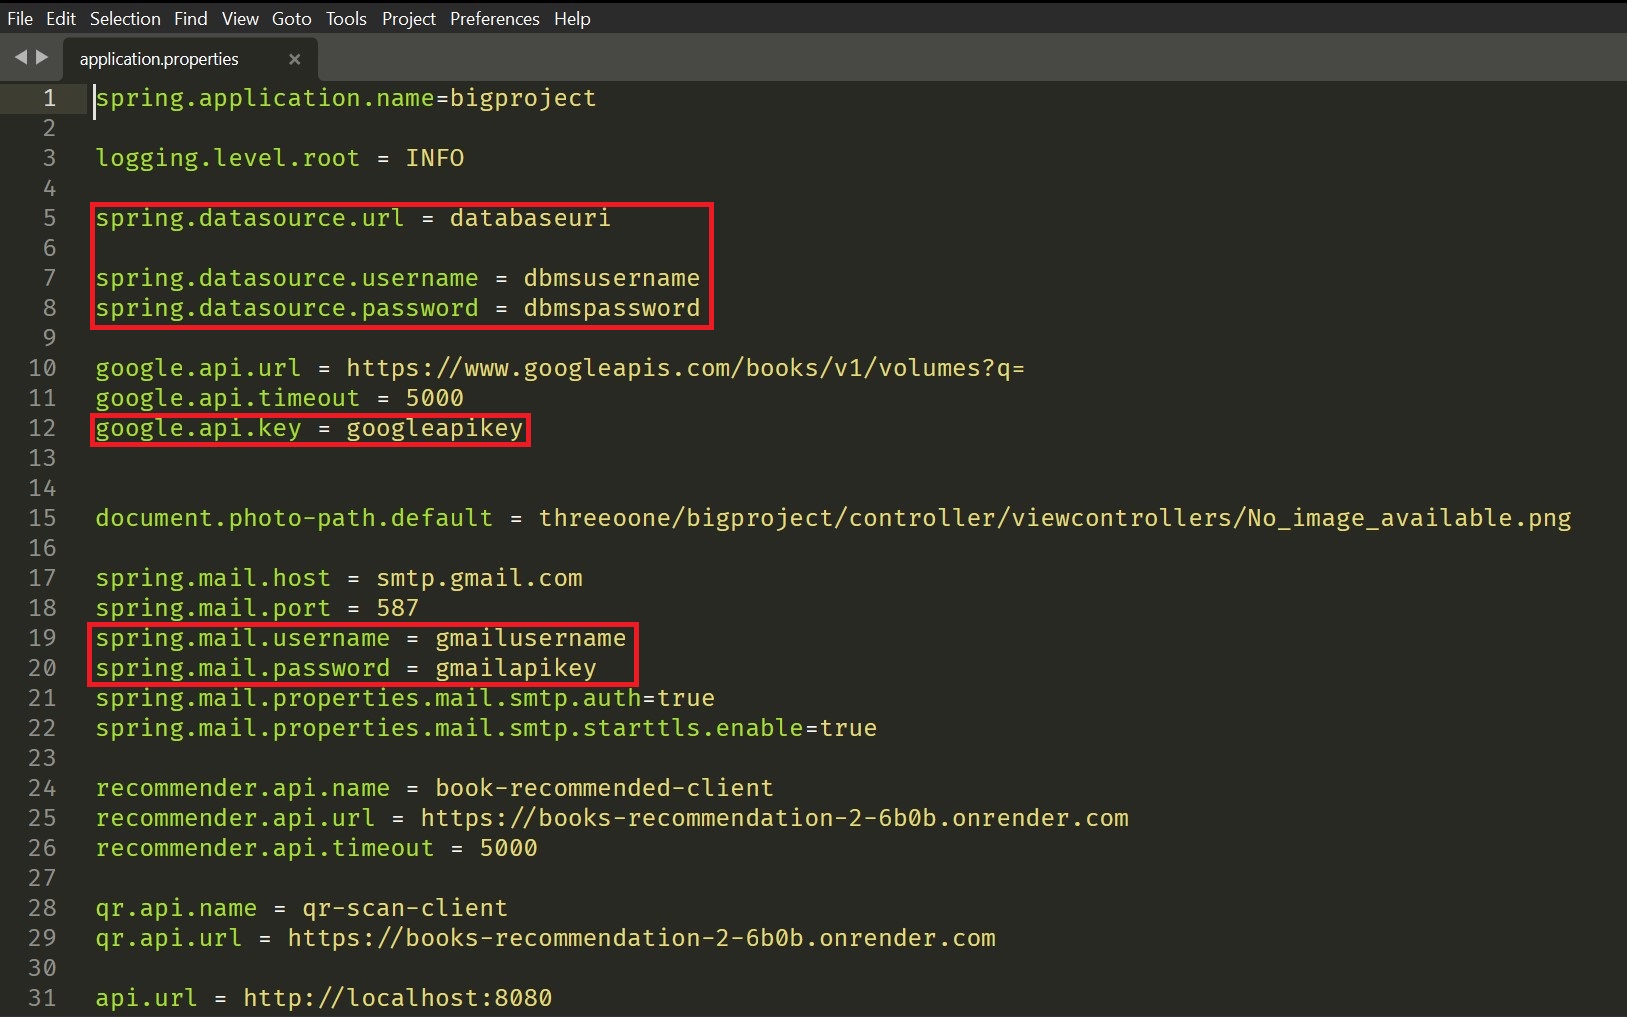 File Edit Selection Find View Goto Tools Project Preferences Help
application.properties ×
1 spring.application.name=bigproject
2
3 logging.level.root = INFO
4
5 spring.datasource.url = databaseuri
6
7 spring.datasource.username = dbmsusername
8 spring.datasource.password = dbmspassword
9
10 google.api.url = https://www.googleapis.com/books/v1/volumes?q=
11 google.api.timeout = 5000
12 google.api.key = googleapikey
13
14
15 document.photo-path.default = threeoone/bigproject/controller/viewcontrollers/No_image_available.png
16
17 spring.mail.host = smtp.gmail.com
18 spring.mail.port = 587
19 spring.mail.username = gmailusername
20 spring.mail.password = gmailapikey
21 spring.mail.properties.mail.smtp.auth=true
22 spring.mail.properties.mail.smtp.starttls.enable=true
23
24 recommender.api.name = book-recommended-client
25 recommender.api.url = https://books-recommendation-2-6b0b.onrender.com
26 recommender.api.timeout = 5000
27
28 qr.api.name = qr-scan-client
29 qr.api.url = https://books-recommendation-2-6b0b.onrender.com
30
31 api.url = http://localhost:8080